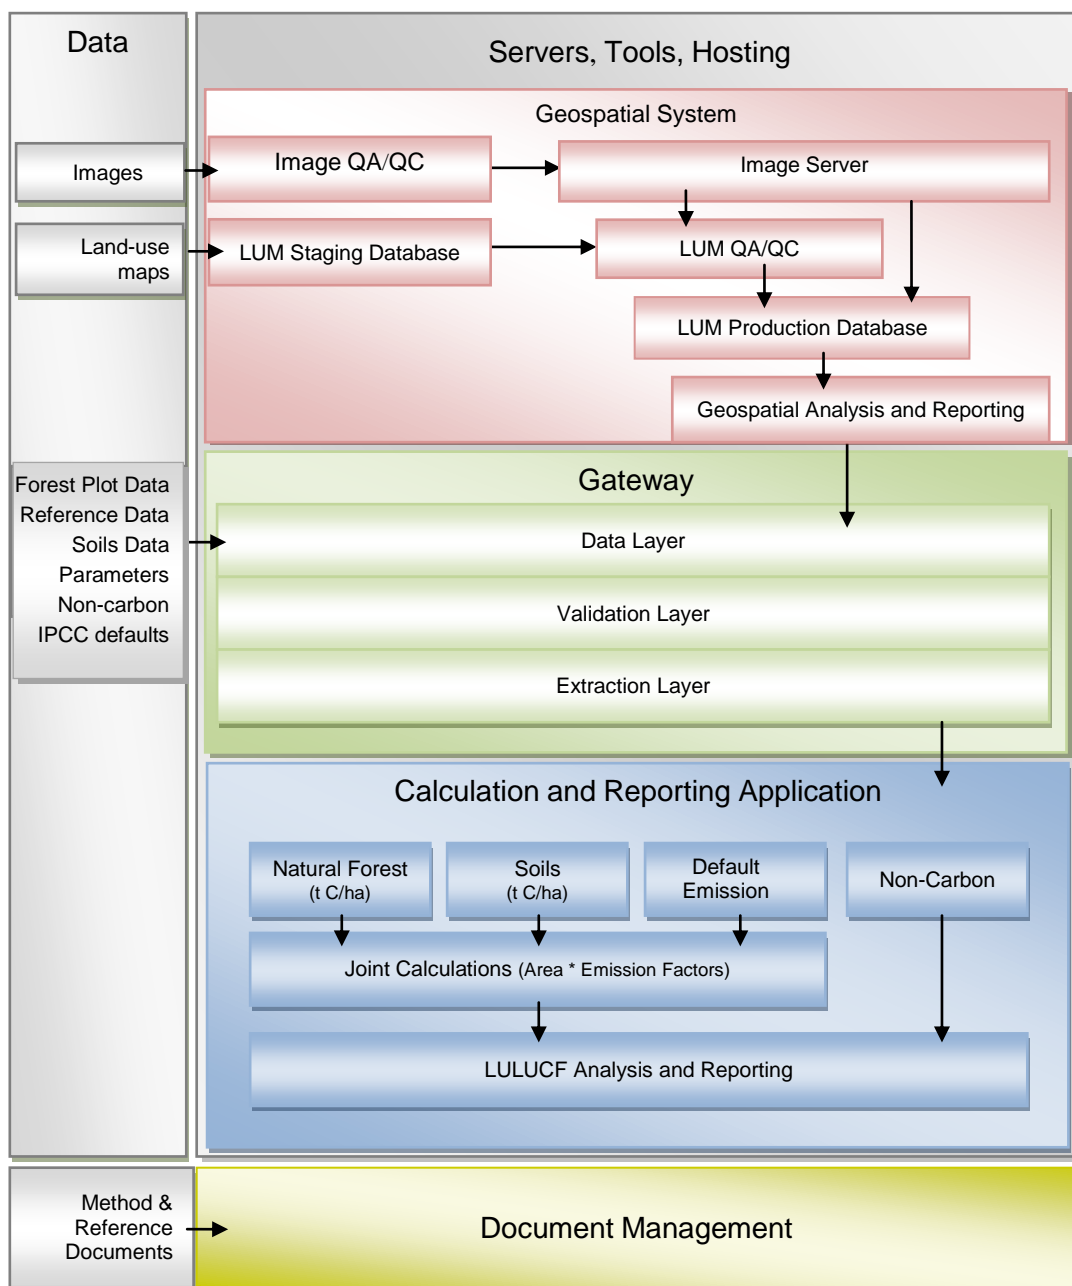 Data
Servers, Tools, Hosting
Geospatial System
Images
Image QA/QC
Image Server
Land-use
maps
LUM Staging Database
LUM QA/QC
LUM Production Database
Geospatial Analysis and Reporting
Forest Plot Data
Reference Data
Soils Data
Parameters
Non-carbon
IPCC defaults
Gateway
Data Layer
Validation Layer
Extraction Layer
Calculation and Reporting Application
Natural Forest
(t C/ha)
Soils
(t C/ha)
Default
Emission
Non-Carbon
Joint Calculations (Area * Emission Factors)
LULUCF Analysis and Reporting
Method &
Reference
Documents
Document Management